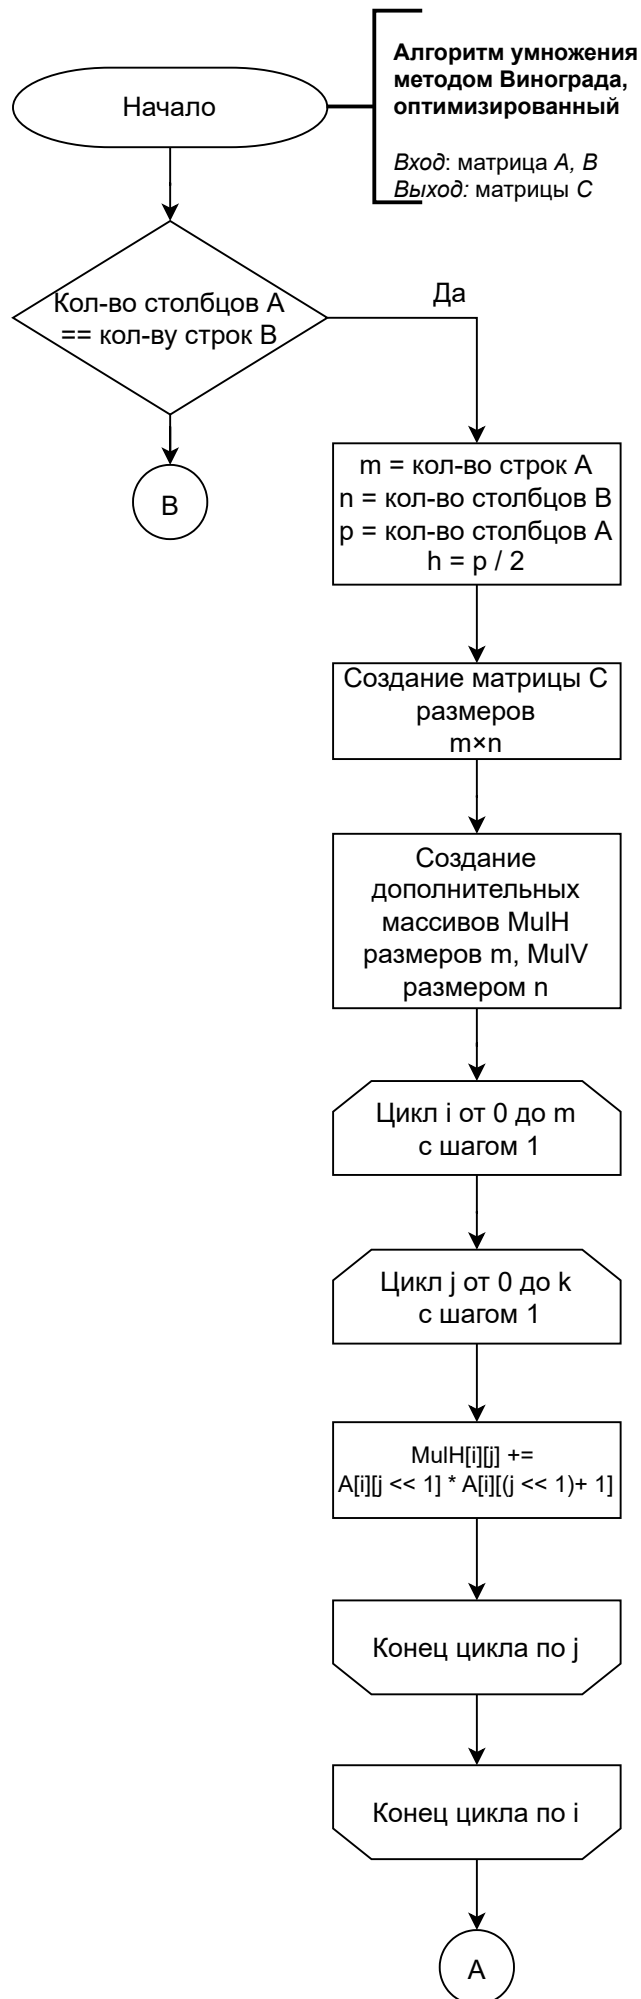 Начало
Алгоритм умножения
методом Винограда,
оптимизированный
Вход: матрица A, B
Выход: матрицы C
Кол-во столбцов A
== кол-ву строк B
Да
B
m = кол-во строк A
n = кол-во столбцов B
p = кол-во столбцов A
h = p / 2
Создание матрицы C
размеров
m×n
Создание
дополнительных
массивов MulH
размеров m, MulV
размером n
Цикл i от 0 до m
с шагом 1
Цикл j от 0 до k
с шагом 1
MulH[i][j] +=
A[i][j << 1] * A[i][(j << 1)+ 1]
Конец цикла по j
Конец цикла по i
A